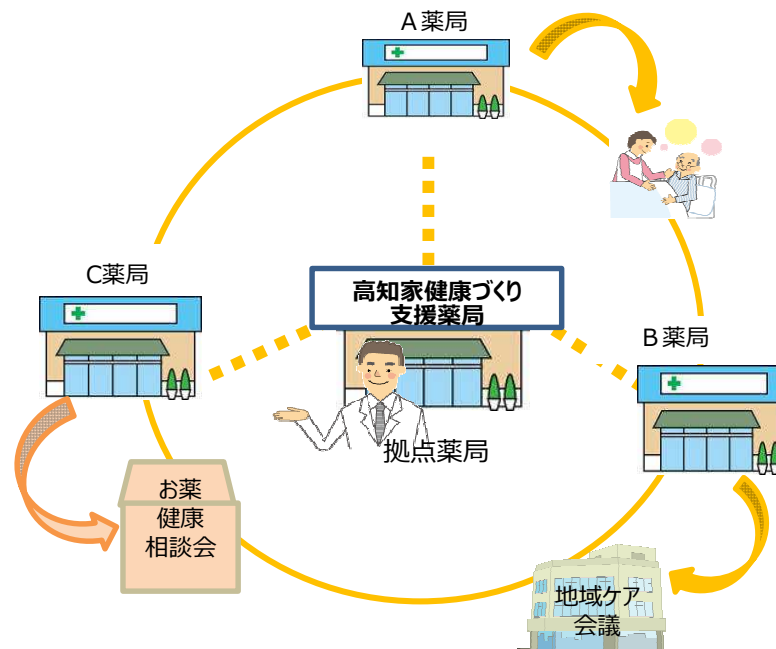 A薬局
C薬局
高知家健康づくり
支援薬局
B薬局
拠点薬局
お薬
健康
相談会
地域ケア
会議